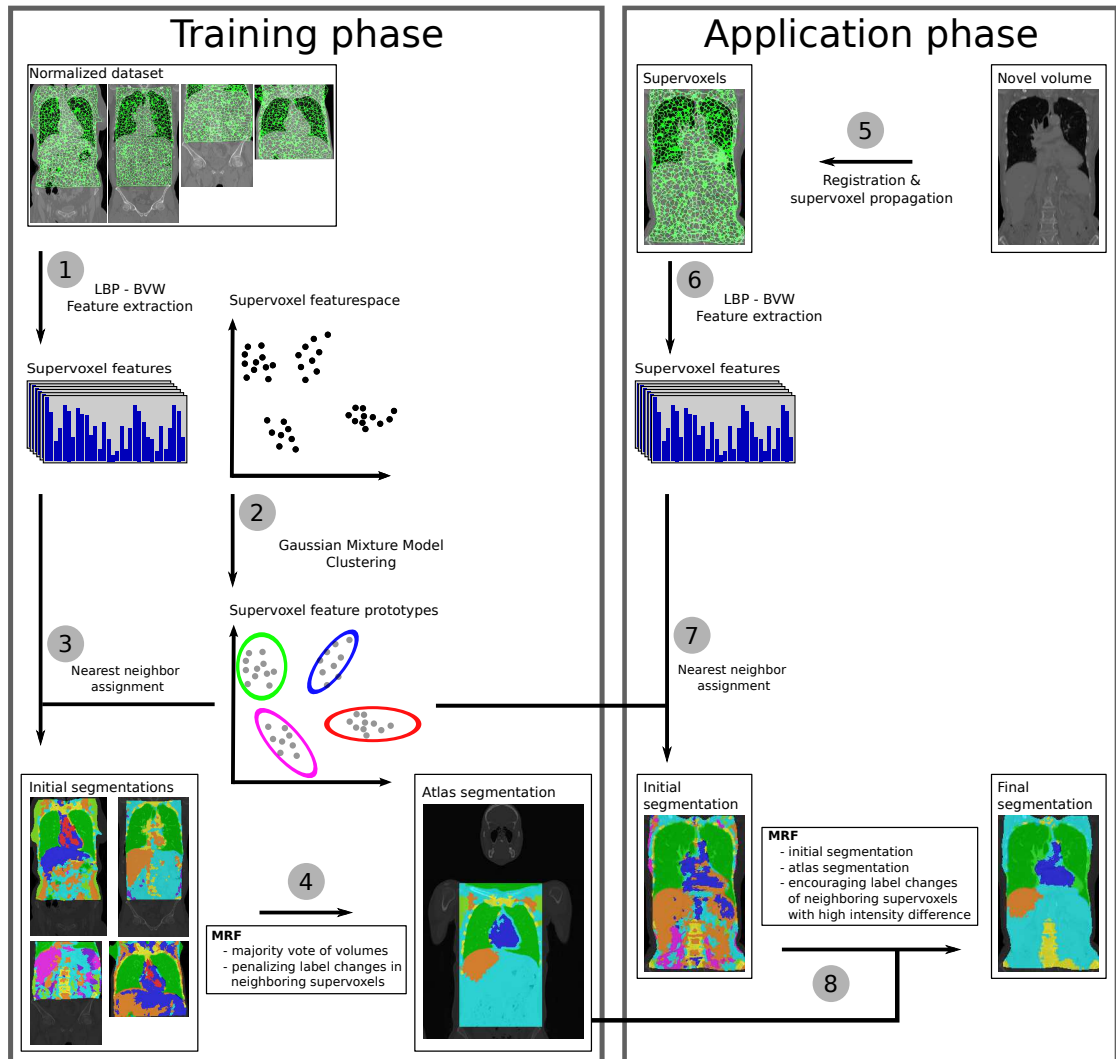 Training phase
Normalized dataset
1
LBP - BVW
Feature extraction
Supervoxel featurespace
Supervoxel features
2
Gaussian Mixture Model
Clustering
Supervoxel feature prototypes
3
Nearest neighbor
assignment
Initial segmentations
4
MRF
- majority vote of volumes
- penalizing label changes in
neighboring supervoxels
Atlas segmentation
Application phase
Supervoxels
Novel volume
5
Registration &
supervoxel propagation
6
LBP - BVW
Feature extraction
Supervoxel features
7
Nearest neighbor
assignment
Initial
segmentation
MRF
- initial segmentation
- atlas segmentation
- encouraging label changes
of neighboring supervoxels
with high intensity difference
8
Final
segmentation